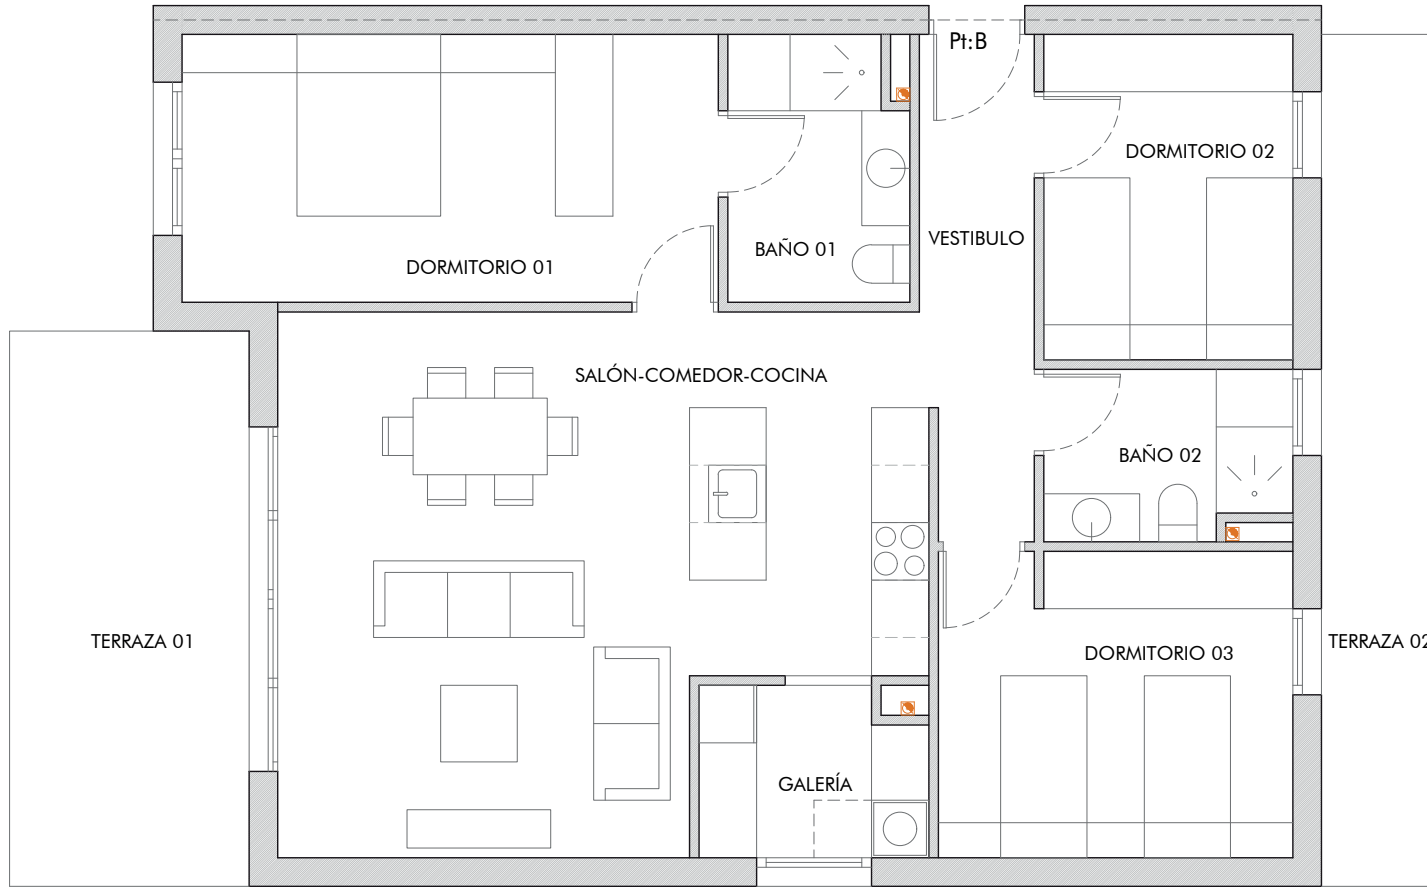 Pt:B
DORMITORIO 02
VESTIBULO
BAÑO 01
DORMITORIO 01
SALÓN-COMEDOR-COCINA
BAÑO 02
TERRAZA 01
DORMITORIO 03
TERRAZA 02
GALERÍA